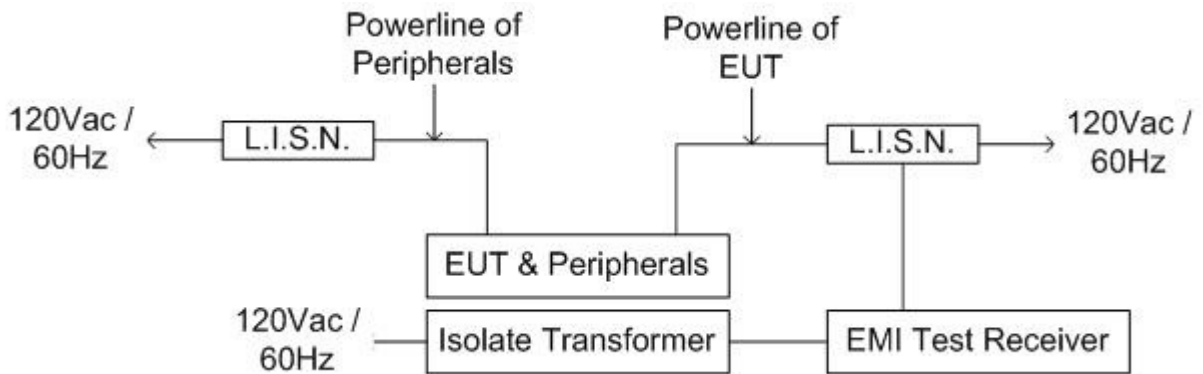 Powerline of
Peripherals
Powerline of
EUT
120Vac /
60Hz
L.I.S.N.
L.I.S.N.
120Vac /
60Hz
EUT & Peripherals
120Vac /
60Hz
Isolate Transformer
EMI Test Receiver